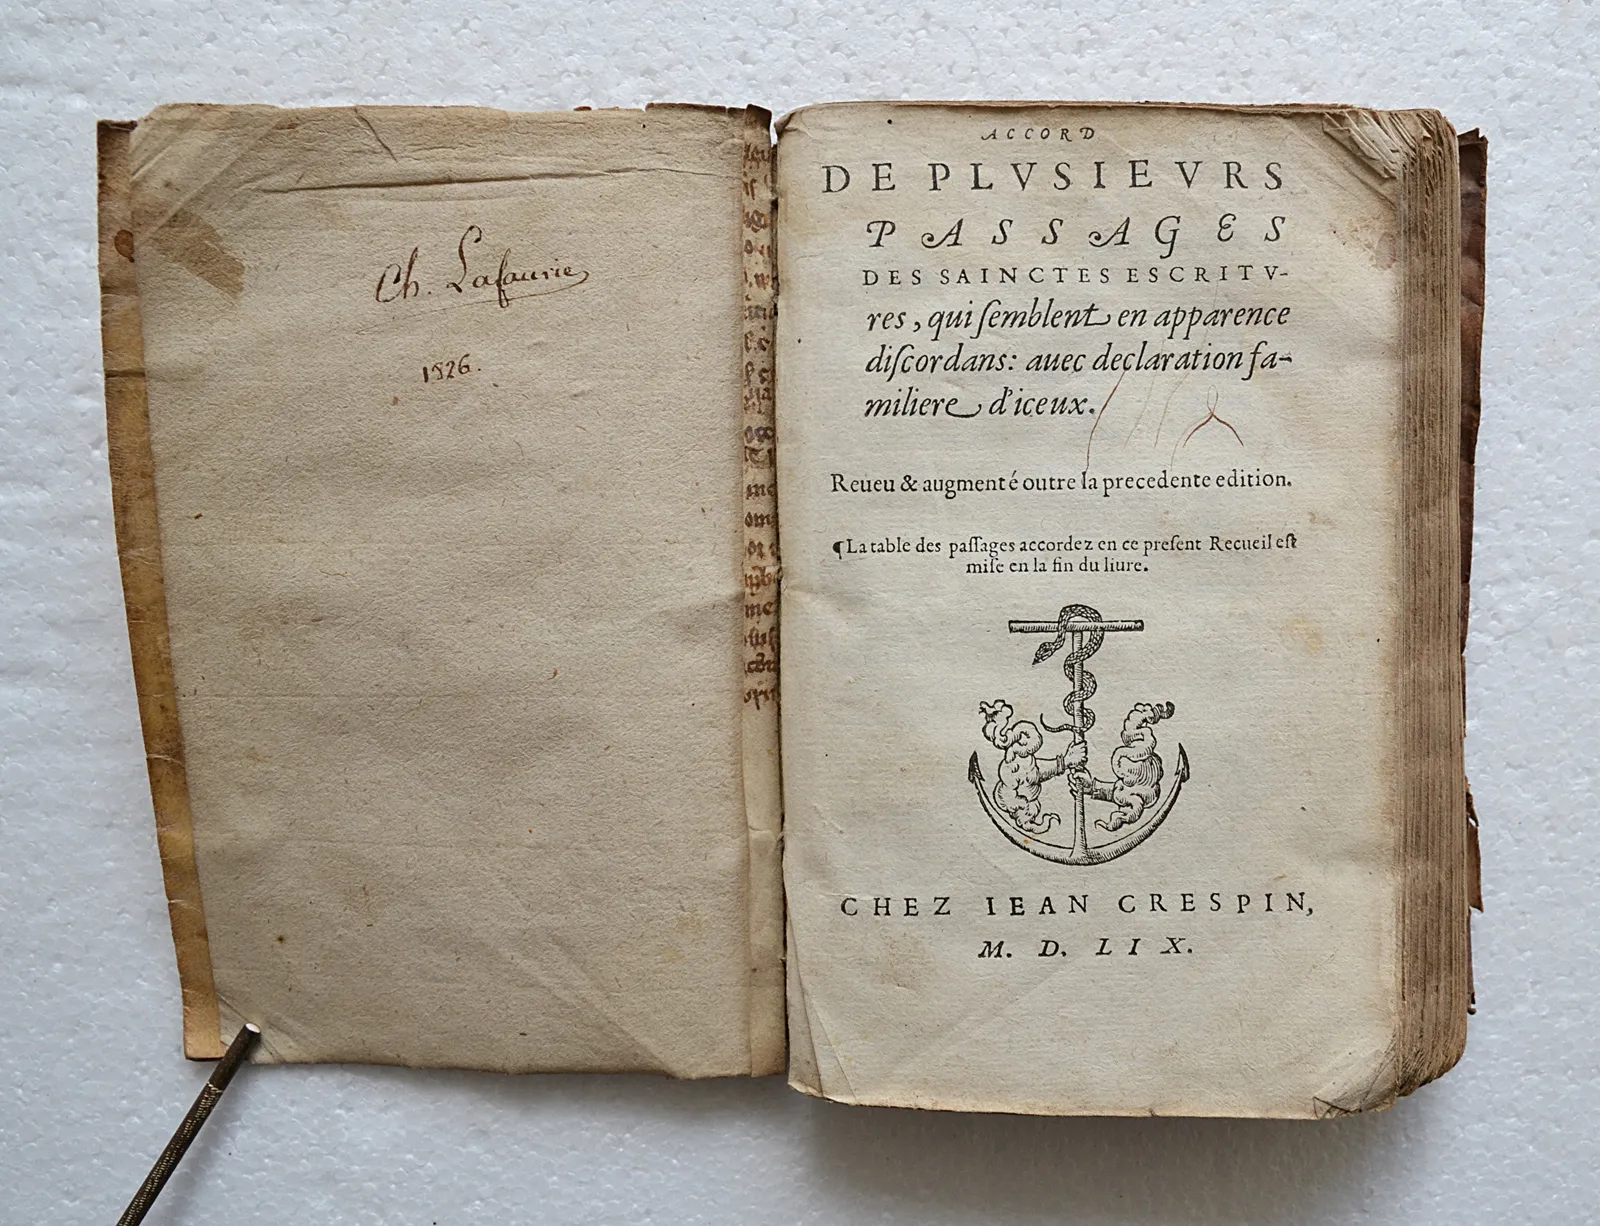 Ch. Lafaurie
1826.
ACCORD
DE PLVSIEVRS
PASSAGES
DES SAINCTES ESCRITV-
res, qui ſemblent en apparence
diſcordans: auec declaration fa-
miliere d'iceux.
Reueu & augmenté outre la precedente edition.
¶ La table des paſſages accordez en ce preſent Recueil eſt
miſe en la fin du liure.
CHEZ IEAN CRESPIN,
M. D. LIX.